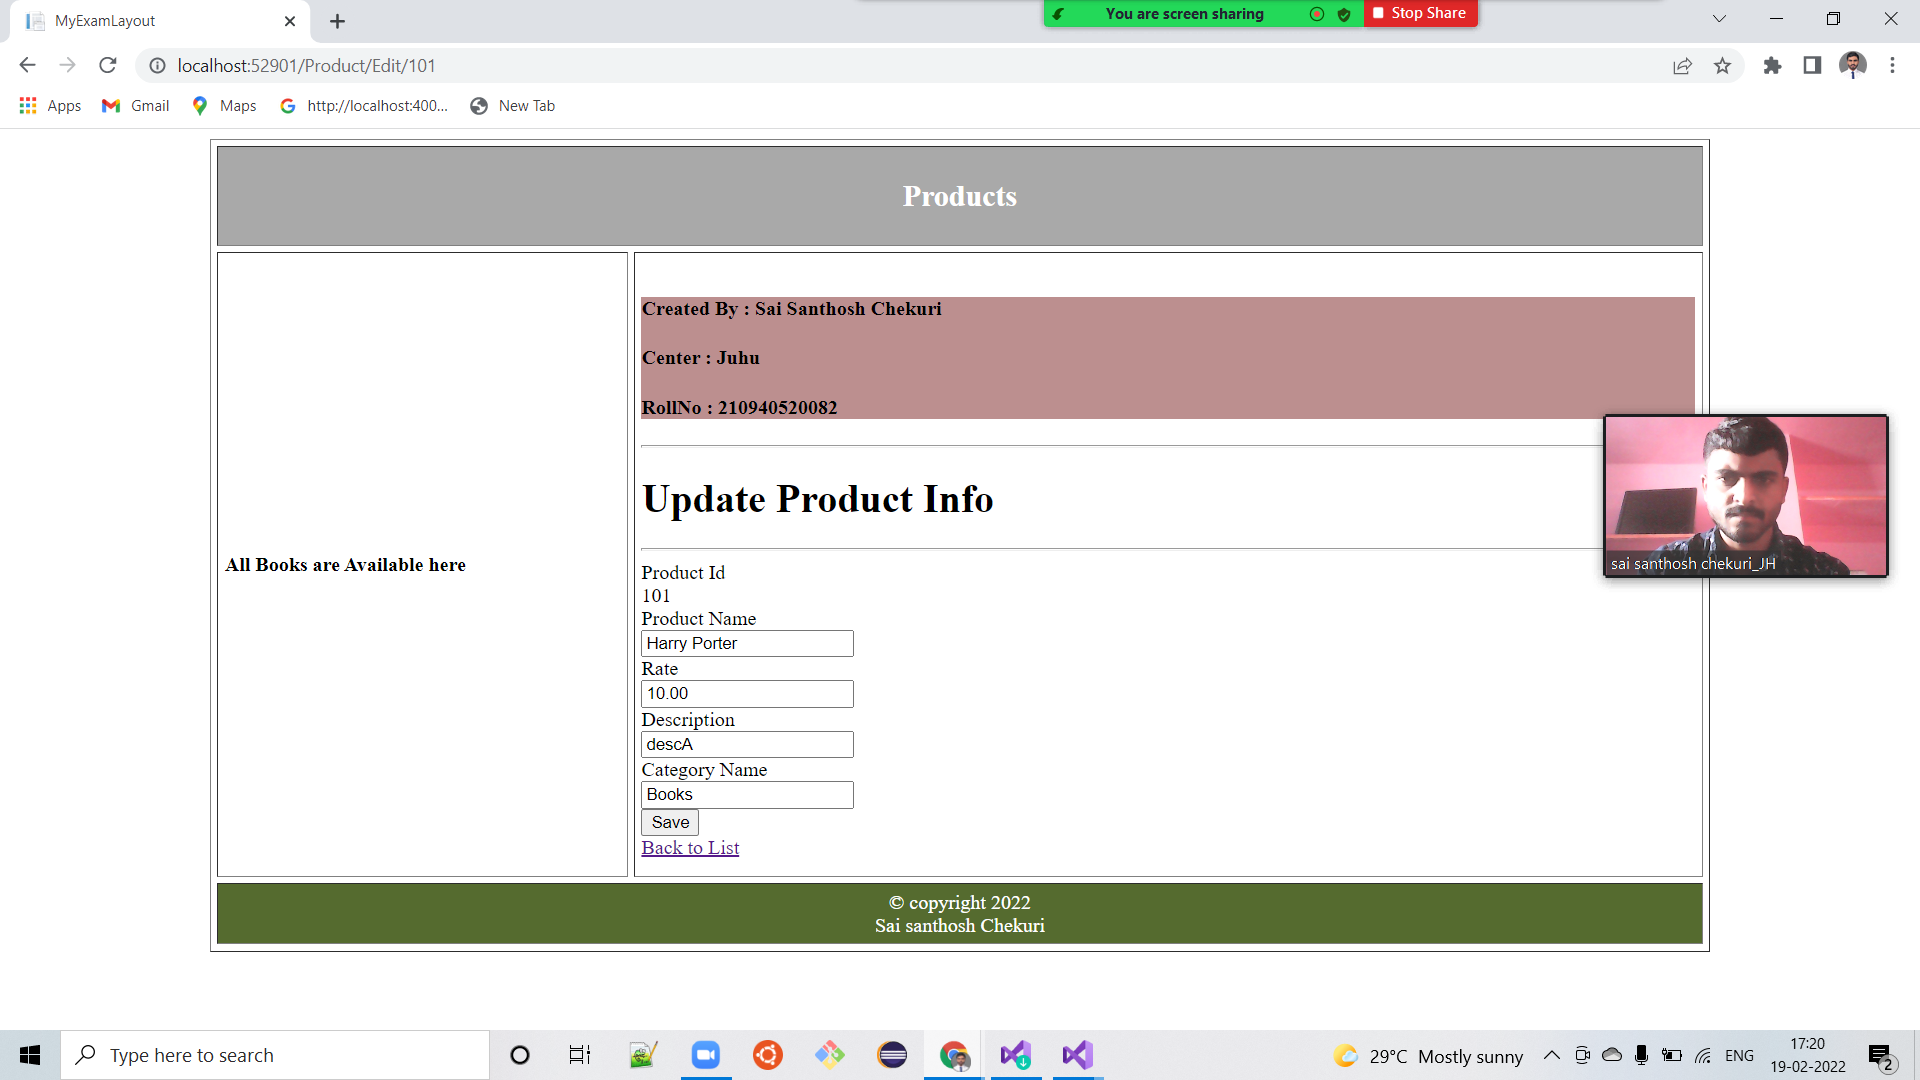 MyExamLayout
You are screen sharing
Stop Share
localhost:52901/Product/Edit/101
Apps
Gmail
Maps
http://localhost:400...
New Tab
Products
All Books are Available here
Created By : Sai Santhosh Chekuri
Center : Juhu
RollNo : 210940520082
Update Product Info
Product Id
101
Product Name
Harry Porter
Rate
10.00
Description
descA
Category Name
Books
Save
Back to List
sai santhosh chekuri_JH
© copyright 2022
Sai santhosh Chekuri
Type here to search
29°C Mostly sunny
ENG
17:20
19-02-2022
2